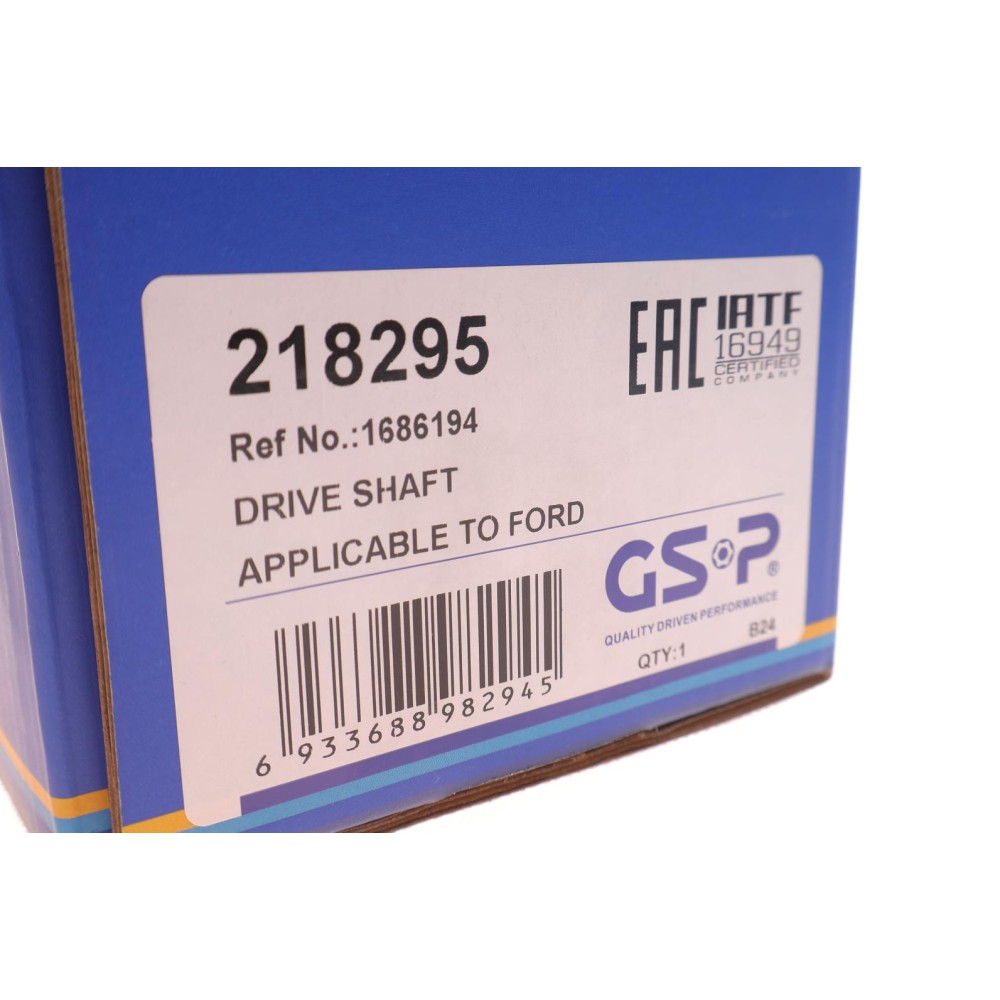 218295
Ref No.:1686194
DRIVE SHAFT
APPLICABLE TO FORD
EAC
IATF
16949
CERTIFIED
COMPANY
GSP®
QUALITY DRIVEN PERFORMANCE
QTY:1
B24
6 933688 982945